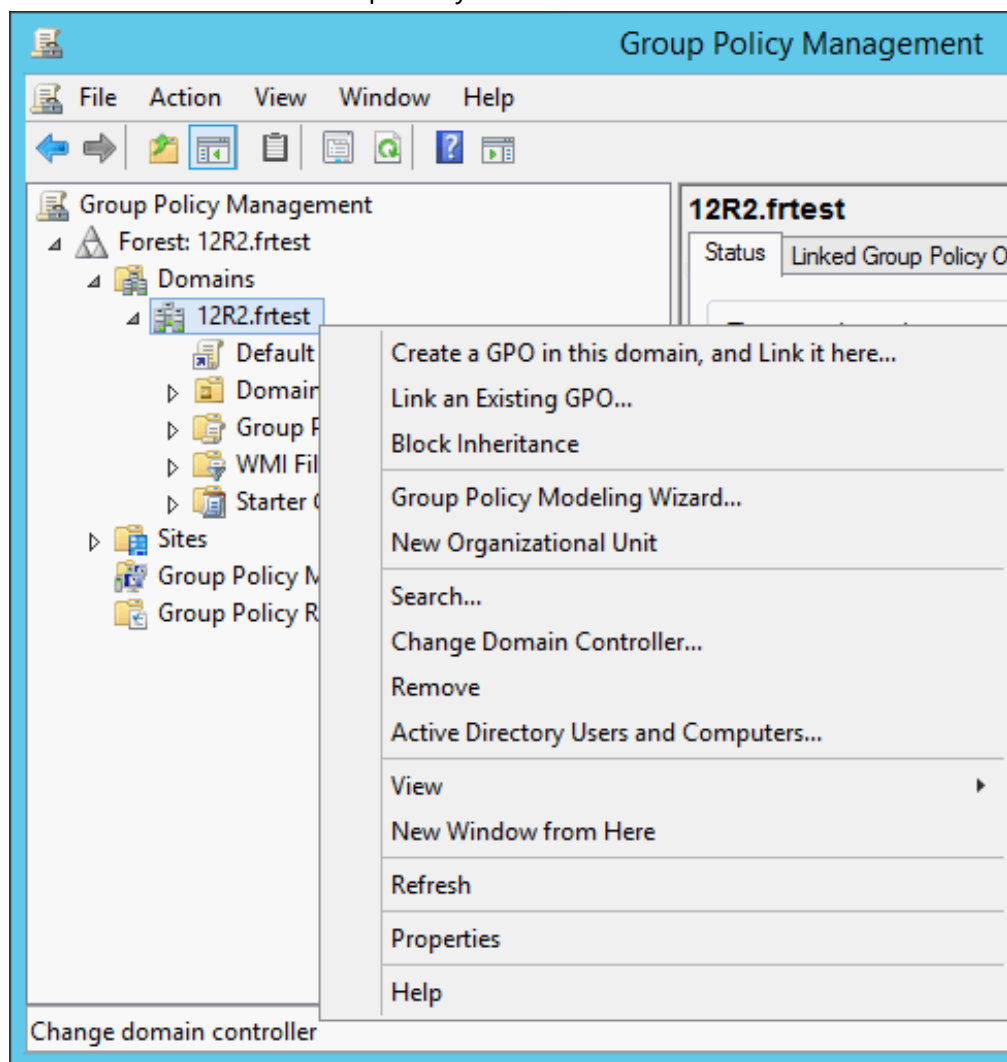 Group Policy Management
File Action View Window Help
Group Policy Management
Forest: 12R2.frtest
Domains
12R2.frtest
Default
Domain
Group P
WMI Fil
Starter
Sites
Group Policy M
Group Policy R
12R2.frtest
Status Linked Group Policy O
Create a GPO in this domain, and Link it here...
Link an Existing GPO...
Block Inheritance
Group Policy Modeling Wizard...
New Organizational Unit
Search...
Change Domain Controller...
Remove
Active Directory Users and Computers...
View
New Window from Here
Refresh
Properties
Help
Change domain controller